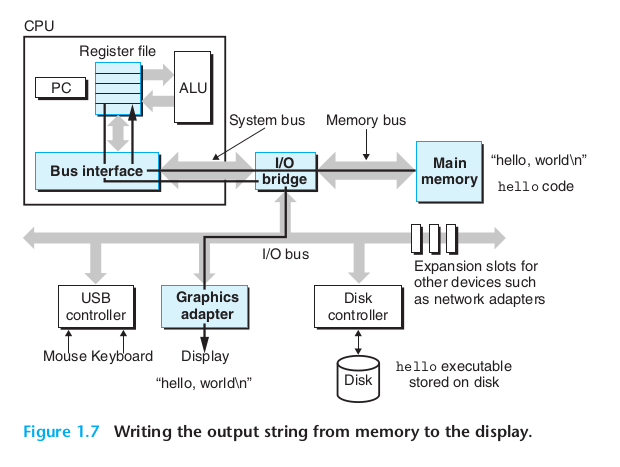 CPU
Register file
PC
ALU
System bus
Memory bus
Bus interface
I/O
bridge
Main
memory
“hello, world\n”
hello code
I/O bus
Expansion slots for
other devices such
as network adapters
USB
controller
Graphics
adapter
Disk
controller
Mouse Keyboard
Display
“hello, world\n”
Disk
hello executable
stored on disk
Figure 1.7 Writing the output string from memory to the display.